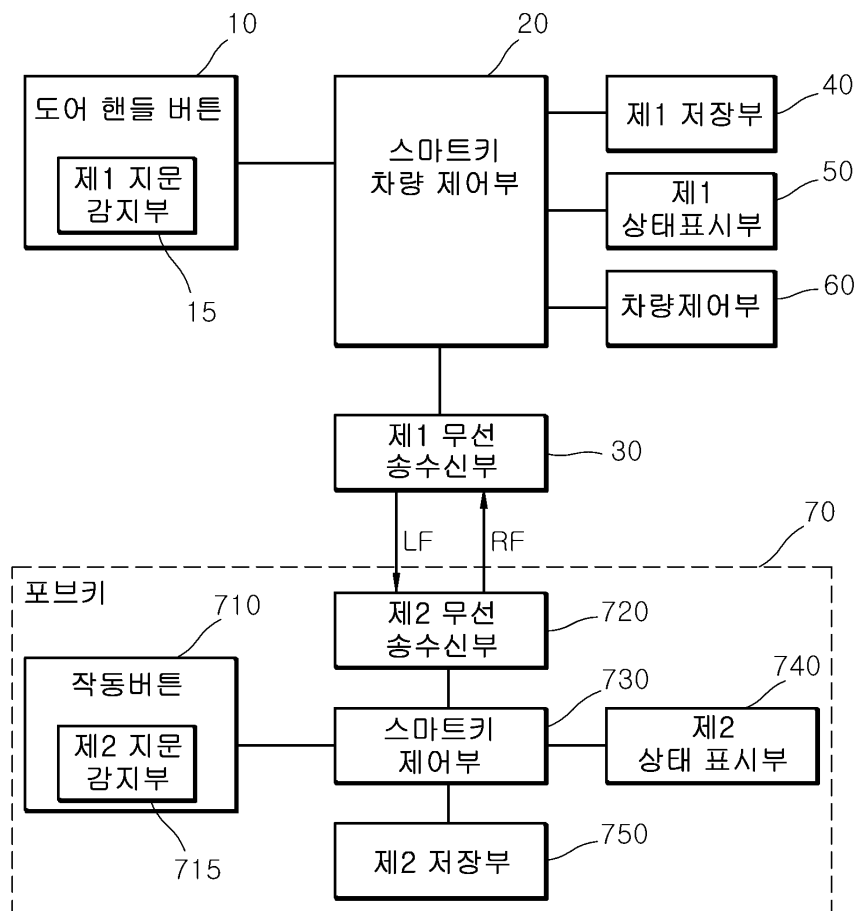 10
20
도어 핸들 버튼
제1 지문
감지부
15
스마트키
차량 제어부
제1 저장부
40
제1
상태표시부
50
차량제어부
60
제1 무선
송수신부
30
LF
RF
70
포브키
710
제2 무선
송수신부
720
작동버튼
제2 지문
감지부
715
스마트키
제어부
730
740
제2
상태 표시부
제2 저장부
750